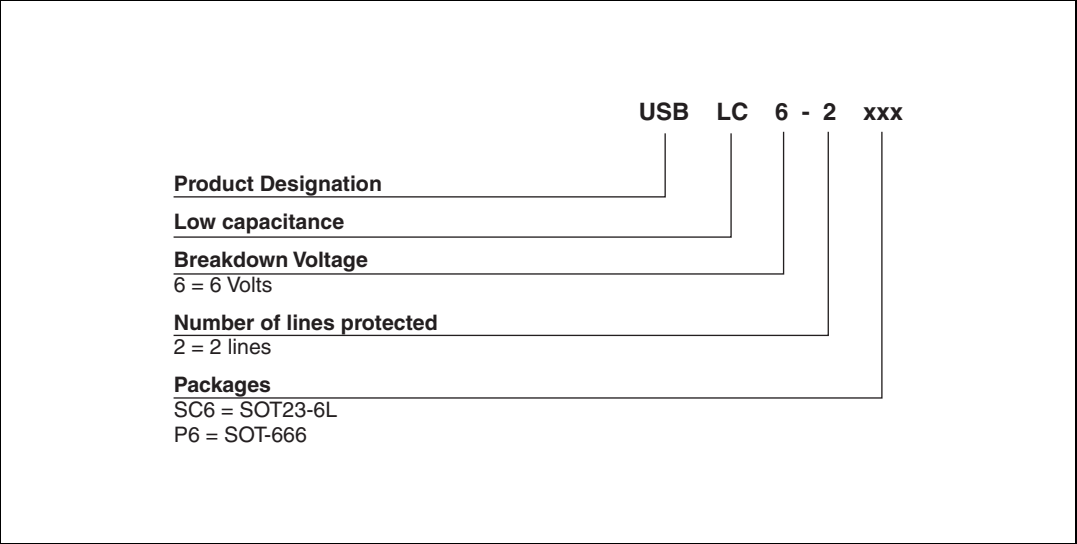 USB LC 6 - 2 xxx
Product Designation
Low capacitance
Breakdown Voltage
6 = 6 Volts
Number of lines protected
2 = 2 lines
Packages
SC6 = SOT23-6L
P6 = SOT-666